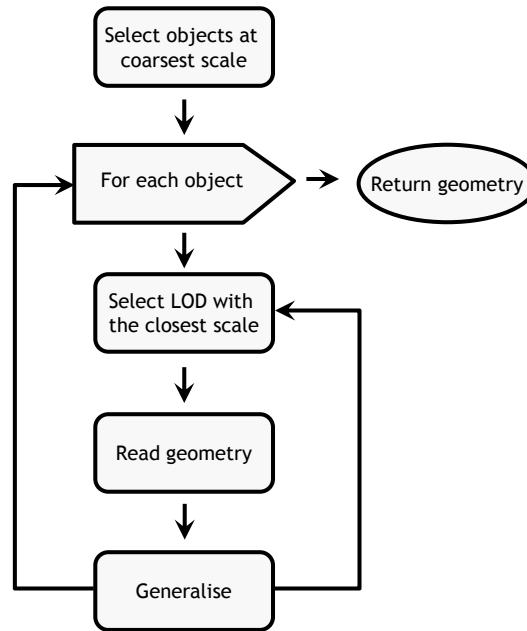 Select objects at
coarsest scale
For each object
Return geometry
Select LOD with
the closest scale
Read geometry
Generalise